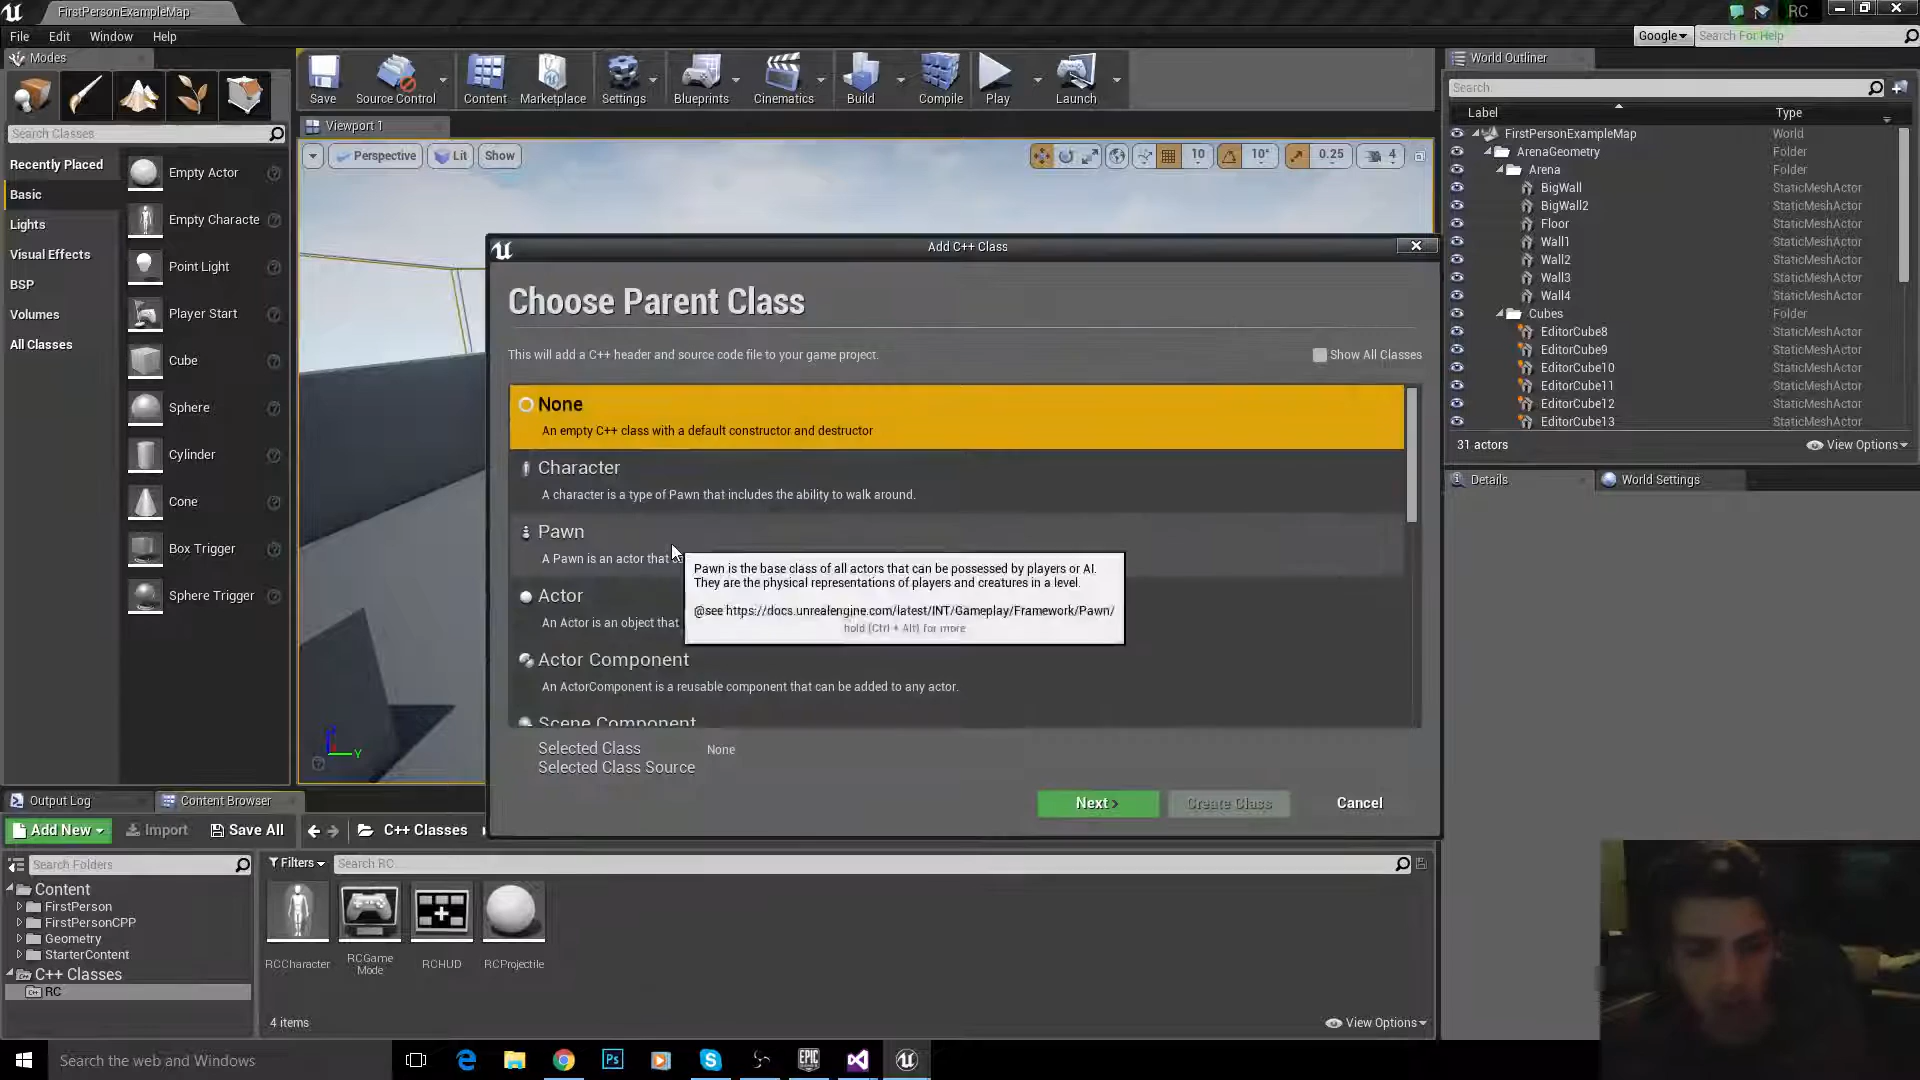 FirstPersonExampleMap
RC
File Edit Window Help
Google Search For Help
Modes
Save Source Control Content Marketplace Settings Blueprints Cinematics Build Compile Play Launch
World Outliner
Search
Label Type
Search Classes
Viewport 1
Perspective Lit Show 10 10° 0.25 4
Recently Placed
Basic
Lights
Visual Effects
BSP
Volumes
All Classes
Empty Actor
Empty Characte
Point Light
Player Start
Cube
Sphere
Cylinder
Cone
Box Trigger
Sphere Trigger
FirstPersonExampleMap World
ArenaGeometry Folder
Arena Folder
BigWall StaticMeshActor
BigWall2 StaticMeshActor
Floor StaticMeshActor
Wall1 StaticMeshActor
Wall2 StaticMeshActor
Wall3 StaticMeshActor
Wall4 StaticMeshActor
Cubes Folder
EditorCube8 StaticMeshActor
EditorCube9 StaticMeshActor
EditorCube10 StaticMeshActor
EditorCube11 StaticMeshActor
EditorCube12 StaticMeshActor
EditorCube13 StaticMeshActor
31 actors View Options
Details World Settings
Add C++ Class
Choose Parent Class
This will add a C++ header and source code file to your game project.
Show All Classes
None
An empty C++ class with a default constructor and destructor
Character
A character is a type of Pawn that includes the ability to walk around.
Pawn
A Pawn is an actor that
Pawn is the base class of all actors that can be possessed by players or AI.
They are the physical representations of players and creatures in a level.
@see https://docs.unrealengine.com/latest/INT/Gameplay/Framework/Pawn/
hold (Ctrl + Alt) for more
Actor
An Actor is an object that
Actor Component
An ActorComponent is a reusable component that can be added to any actor.
Scene Component
Selected Class None
Selected Class Source
Next > Create Class Cancel
Y
Output Log Content Browser
Add New Import Save All C++ Classes
Search Folders
Filters Search RC
Content
FirstPerson
FirstPersonCPP
Geometry
StarterContent
C++ Classes
RC
RCCharacter
RCGame
Mode
RCHUD
RCProjectile
4 items View Options
Search the web and Windows
Ps
EPIC
GAMES